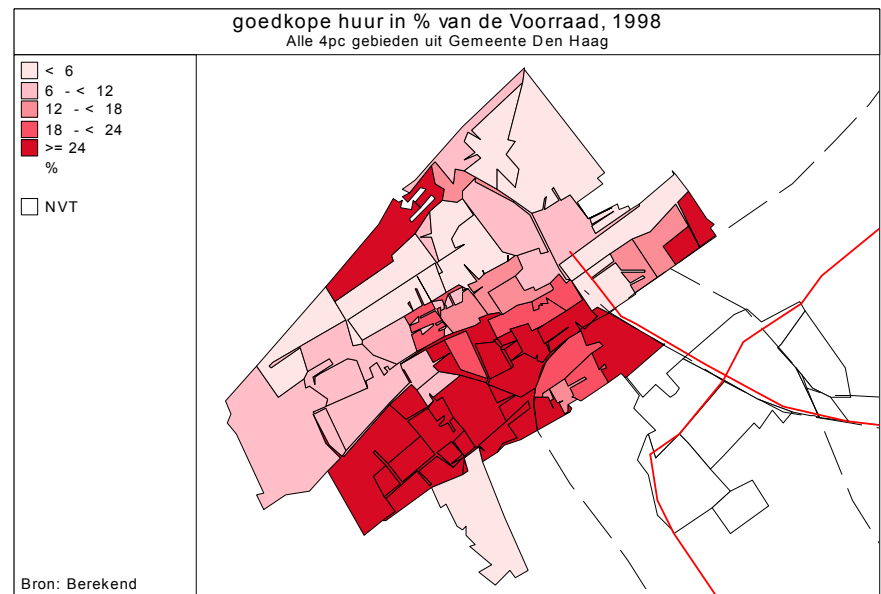 goedkope huur in % van de Voorraad, 1998
Alle 4pc gebieden uit Gemeente Den Haag
< 6
6 - < 12
12 - < 18
18 - < 24
>= 24
%
NVT
Bron: Berekend